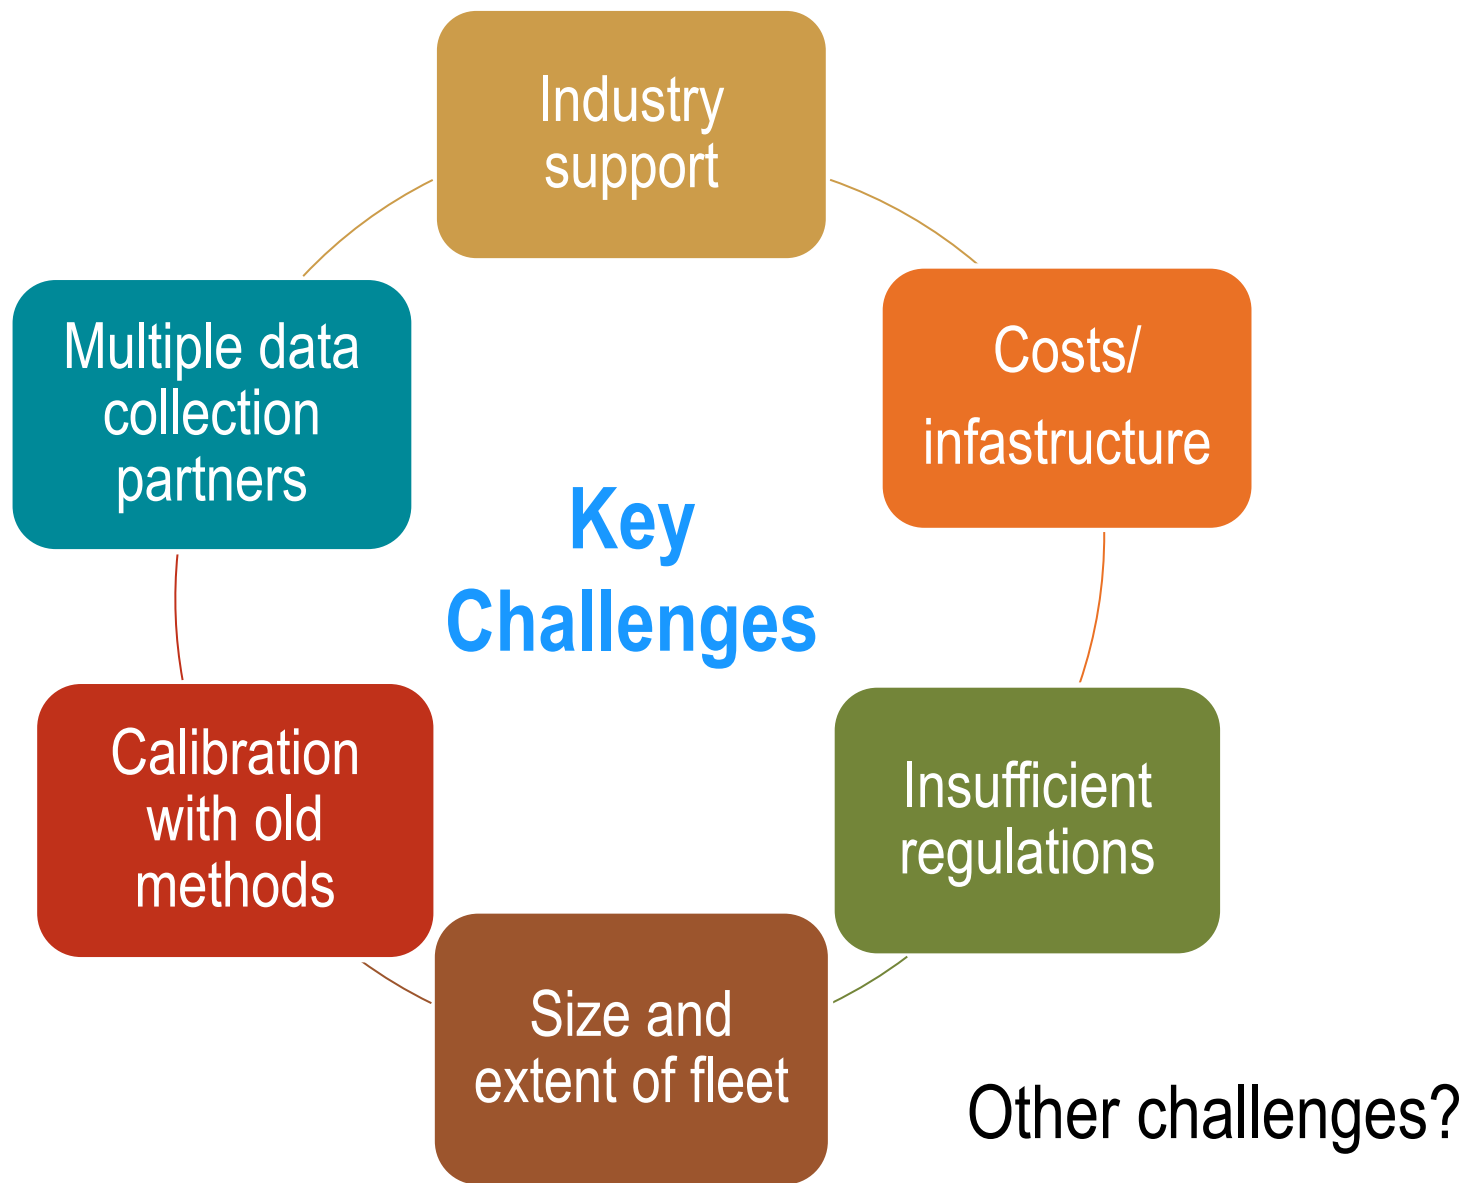 Industry
support
Costs/
infastructure
Insufficient
regulations
Size and
extent of fleet
Calibration
with old
methods
Multiple data
collection
partners
Key
Challenges
Other challenges?